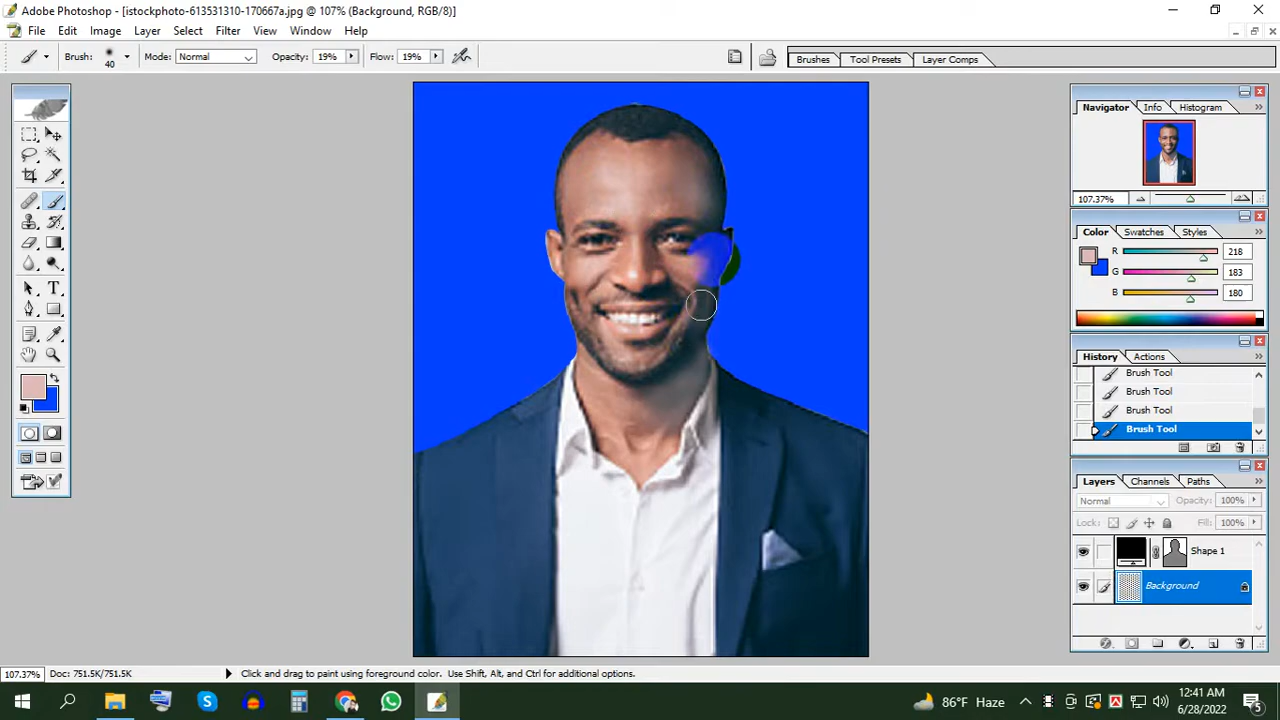 Adobe Photoshop - [istockphoto-613531310-170667a.jpg @ 107% (Background, RGB/8)]
File Edit Image Layer Select Filter View Window Help
Brush: 40 Mode: Normal Opacity: 19% Flow: 19% Brushes Tool Presets Layer Comps
Navigator Info Histogram
107.37%
Color Swatches Styles
R 218
G 183
B 180
History Actions
Brush Tool
Brush Tool
Brush Tool
Brush Tool
Layers Channels Paths
Normal Opacity: 100%
Lock: Fill: 100%
Shape 1
Background
107.37% Doc: 751.5K/751.5K Click and drag to paint using foreground color. Use Shift, Alt, and Ctrl for additional options.
86°F Haze 12:41 AM
6/28/2022
5